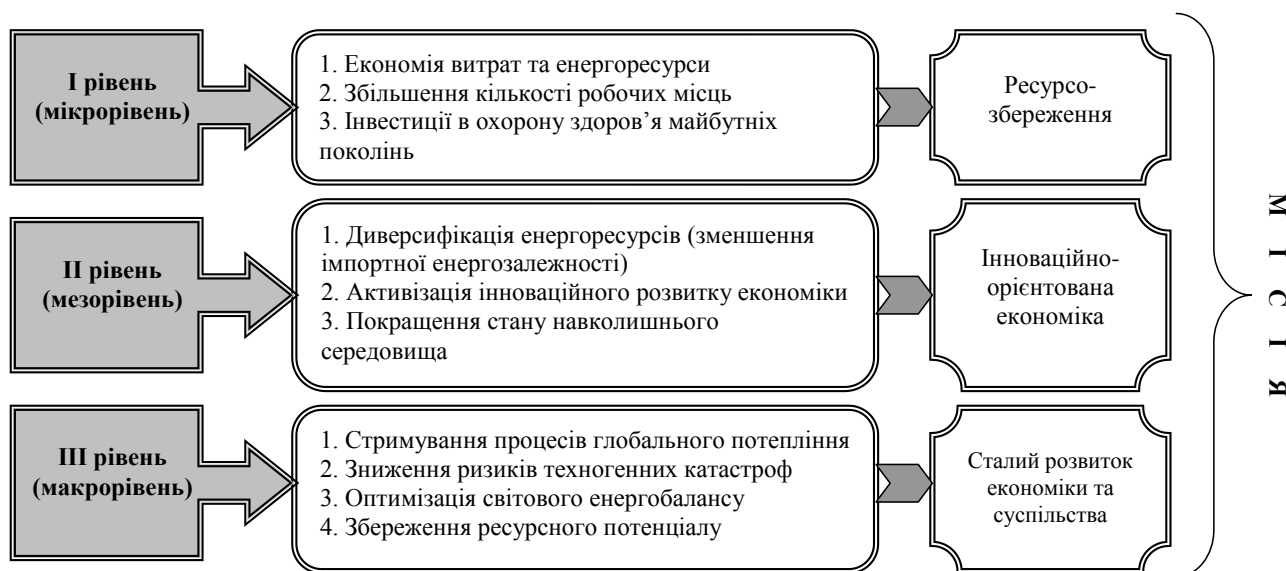 I рівень
(мікрорівень)
1. Економія витрат та енергоресурси
2. Збільшення кількості робочих місць
3. Інвестиції в охорону здоров’я майбутніх
поколінь
Ресурсо-
збереження
II рівень
(мезорівень)
1. Диверсифікація енергоресурсів (зменшення
імпортної енергозалежності)
2. Активізація інноваційного розвитку економіки
3. Покращення стану навколишнього
середовища
Інноваційно-
орієнтована
економіка
III рівень
(макрорівень)
1. Стримування процесів глобального потепління
2. Зниження ризиків техногенних катастроф
3. Оптимізація світового енергобалансу
4. Збереження ресурсного потенціалу
Сталий розвиток
економіки та
суспільства
М І С І Я